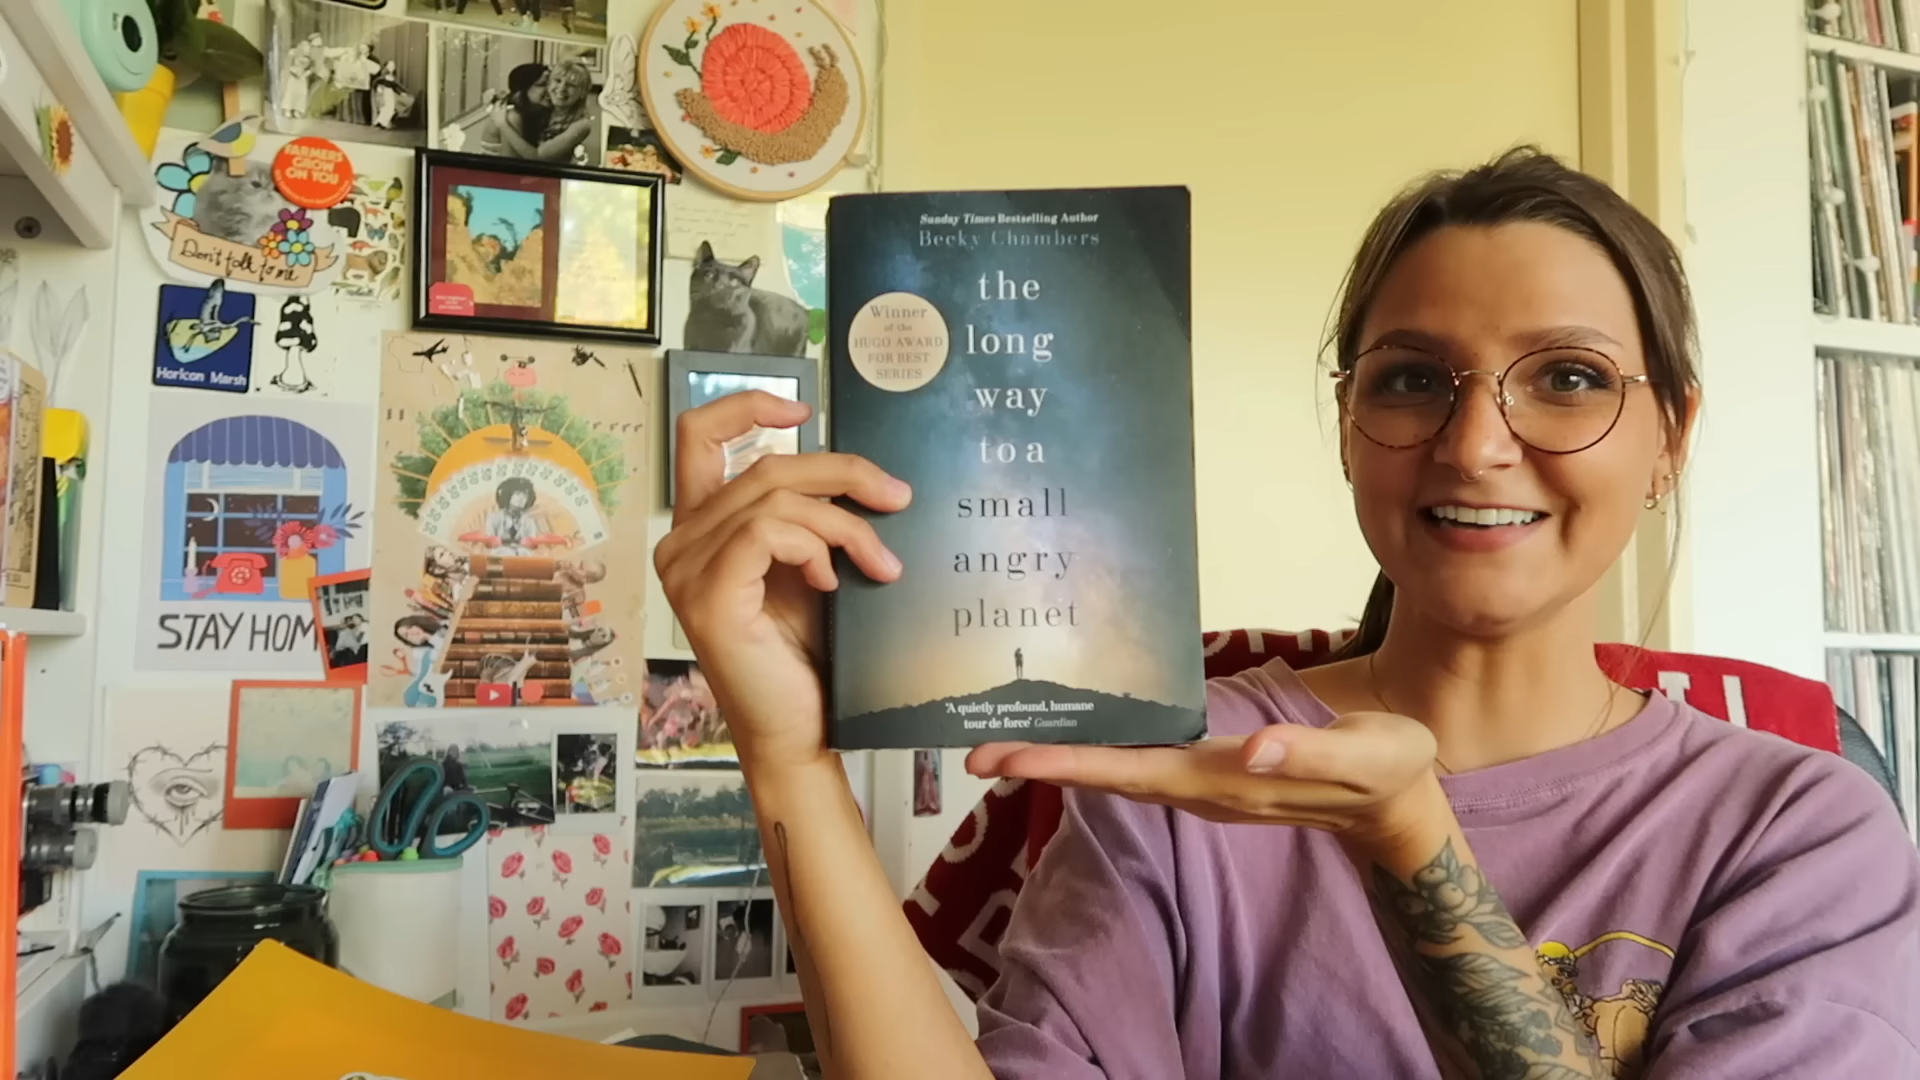 FARMERS
GROW
ON YOU
Don't talk to me
Horicon Marsh
STAY HOM
Sunday Times Bestselling Author
Becky Chambers
the
long
way
to a
small
angry
planet
Winner
of the
HUGO AWARD
FOR BEST
SERIES
'A quietly profound, humane
tour de force' Guardian